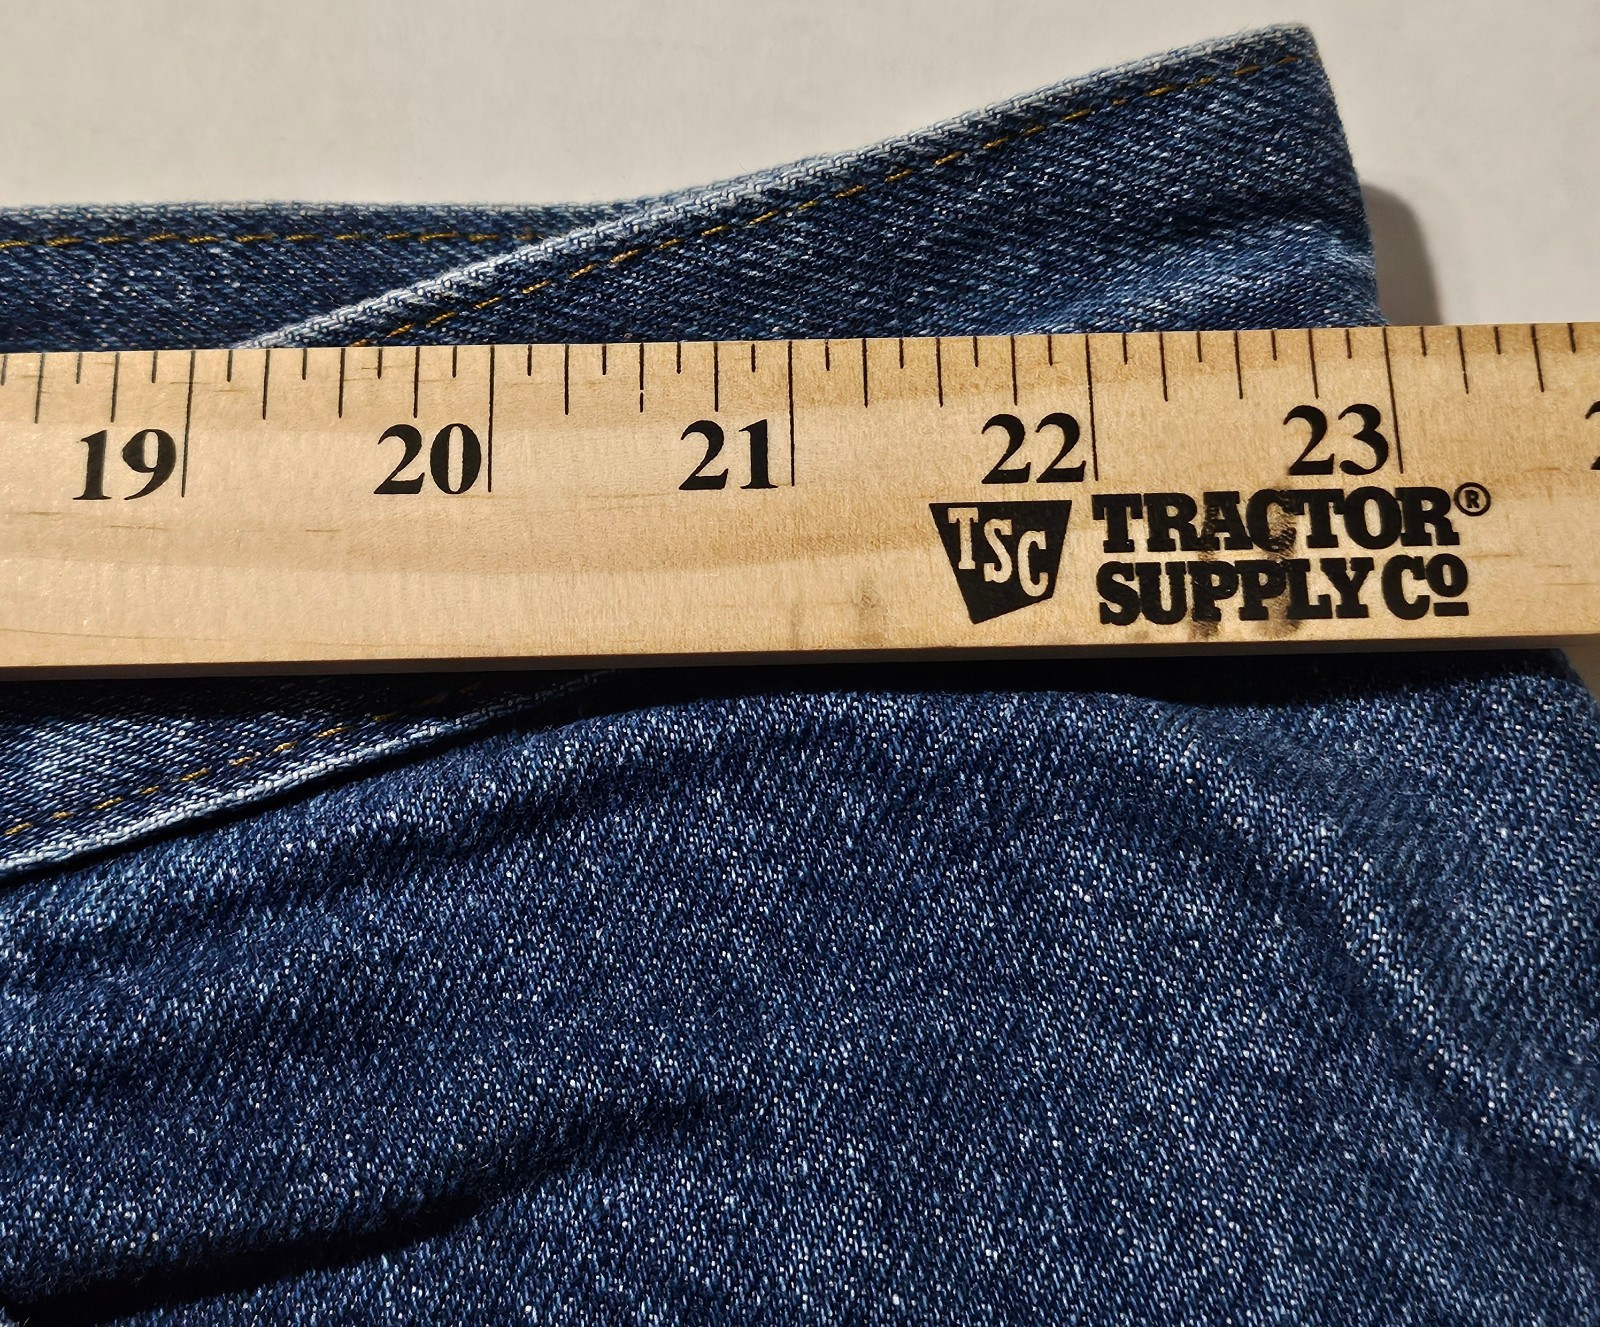 19 20 21 22 23
TSC TRACTOR®
SUPPLY Cº